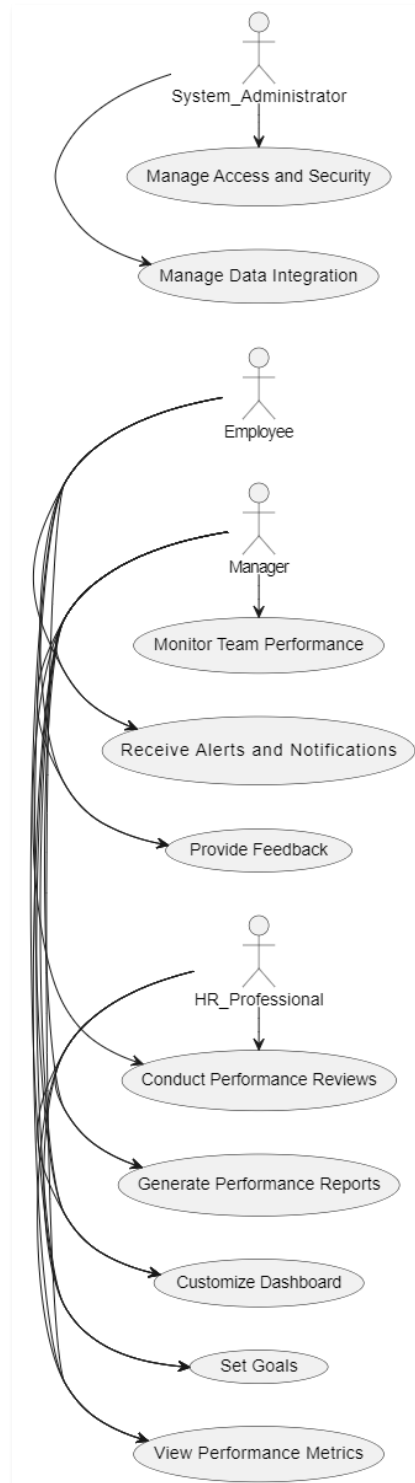 System_Administrator
Manage Access and Security
Manage Data Integration
Employee
Manager
Monitor Team Performance
Receive Alerts and Notifications
Provide Feedback
HR_Professional
Conduct Performance Reviews
Generate Performance Reports
Customize Dashboard
Set Goals
View Performance Metrics